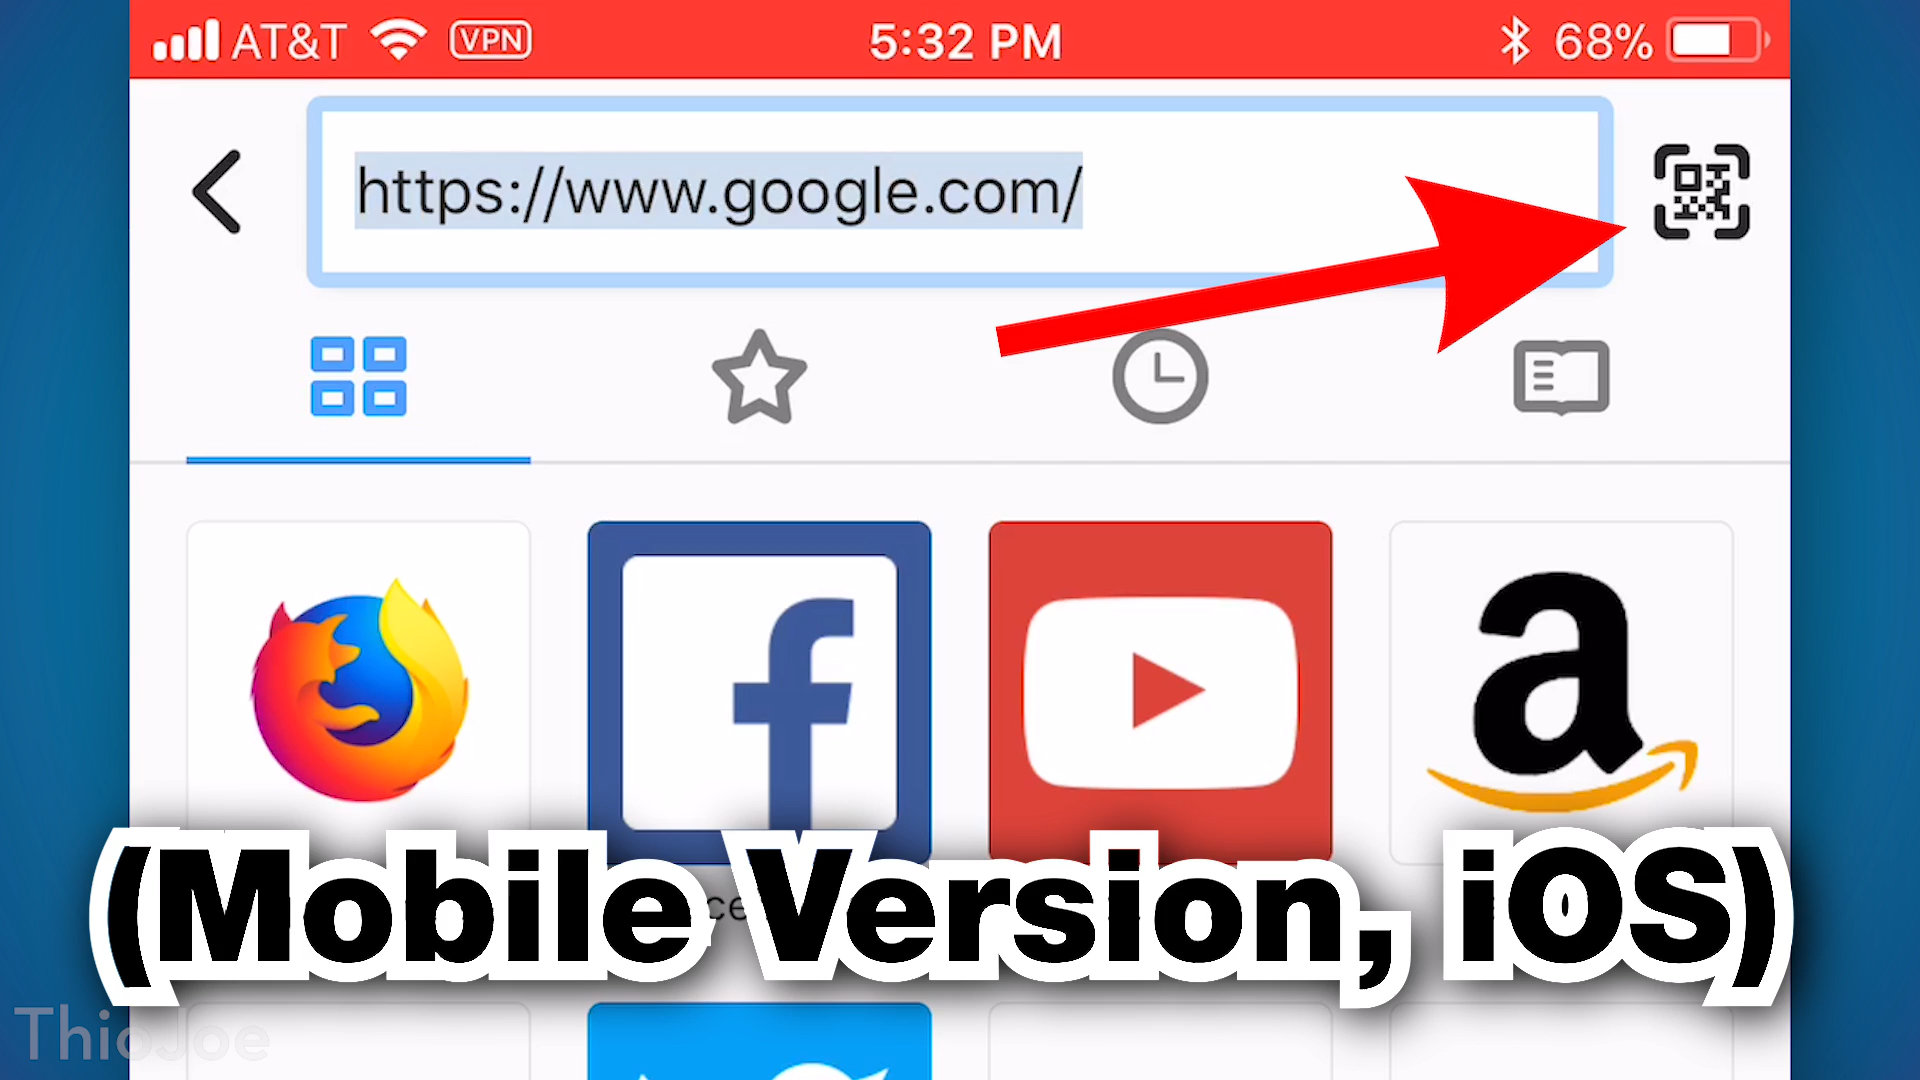 AT&T VPN 5:32 PM 68%
https://www.google.com/
(Mobile Version, iOS)
ThioJoe